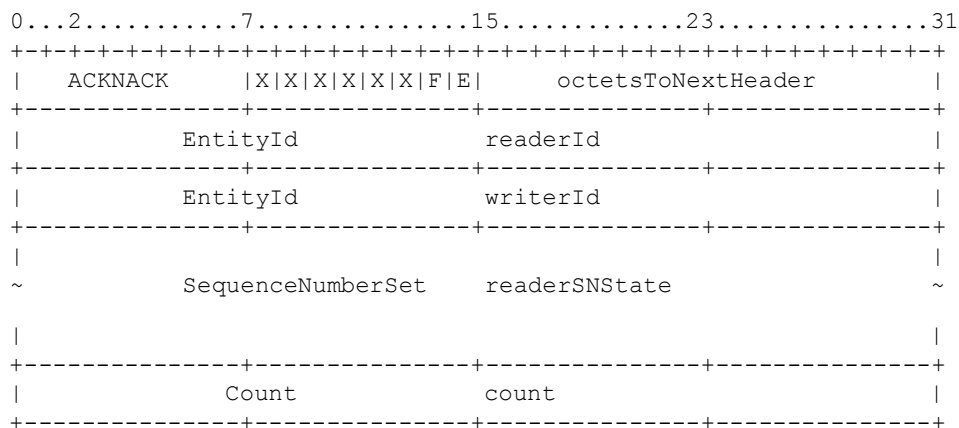 0...2...........7...............15.............23...............31
+-+-+-+-+-+-+-+-+-+-+-+-+-+-+-+-+-+-+-+-+-+-+-+-+-+-+-+-+-+-+-+-+
|   ACKNACK     |X|X|X|X|X|X|F|E|     octetsToNextHeader        |
+---------------+---------------+---------------+---------------+
|           EntityId             readerId                       |
+---------------+---------------+---------------+---------------+
|           EntityId             writerId                       |
+---------------+---------------+---------------+---------------+
|                                                               |
~           SequenceNumberSet    readerSNState                  ~
|                                                               |
+---------------+---------------+---------------+---------------+
|              Count             count                          |
+---------------+---------------+---------------+---------------+